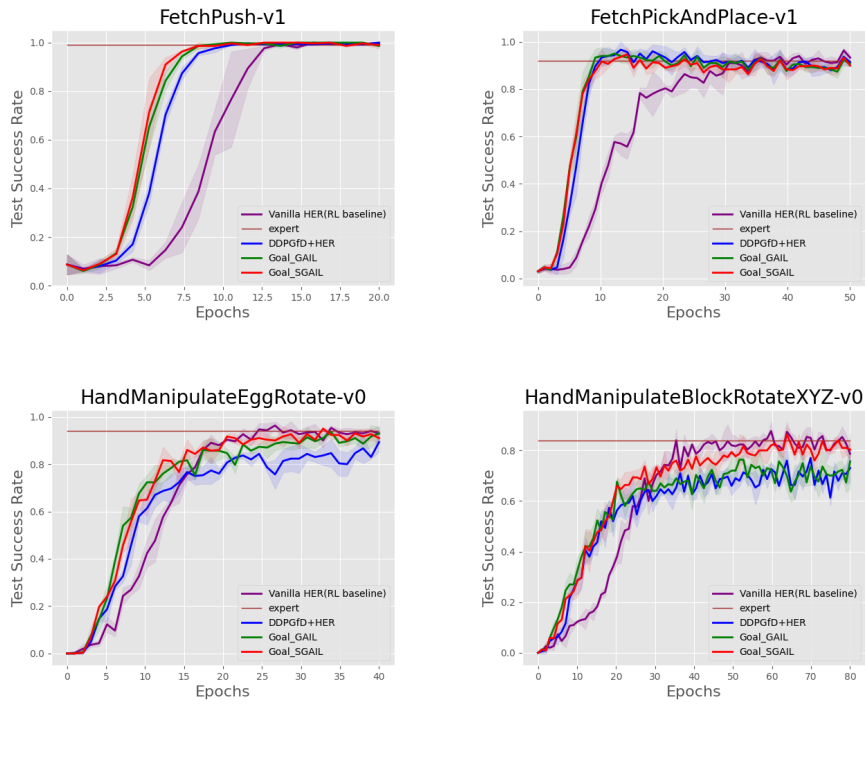 FetchPush-v1
Test Success Rate
1.0
0.8
0.6
0.4
0.2
0.0
0.0 2.5 5.0 7.5 10.0 12.5 15.0 17.5 20.0
Epochs
Vanilla HER(RL baseline)
expert
DDPGfD+HER
Goal_GAIL
Goal_SGAIL
FetchPickAndPlace-v1
Test Success Rate
1.0
0.8
0.6
0.4
0.2
0.0
0 10 20 30 40 50
Epochs
Vanilla HER(RL baseline)
expert
DDPGfD+HER
Goal_GAIL
Goal_SGAIL
HandManipulateEggRotate-v0
Test Success Rate
1.0
0.8
0.6
0.4
0.2
0.0
0 5 10 15 20 25 30 35 40
Epochs
Vanilla HER(RL baseline)
expert
DDPGfD+HER
Goal_GAIL
Goal_SGAIL
HandManipulateBlockRotateXYZ-v0
Test Success Rate
0.8
0.6
0.4
0.2
0.0
0 10 20 30 40 50 60 70 80
Epochs
Vanilla HER(RL baseline)
expert
DDPGfD+HER
Goal_GAIL
Goal_SGAIL